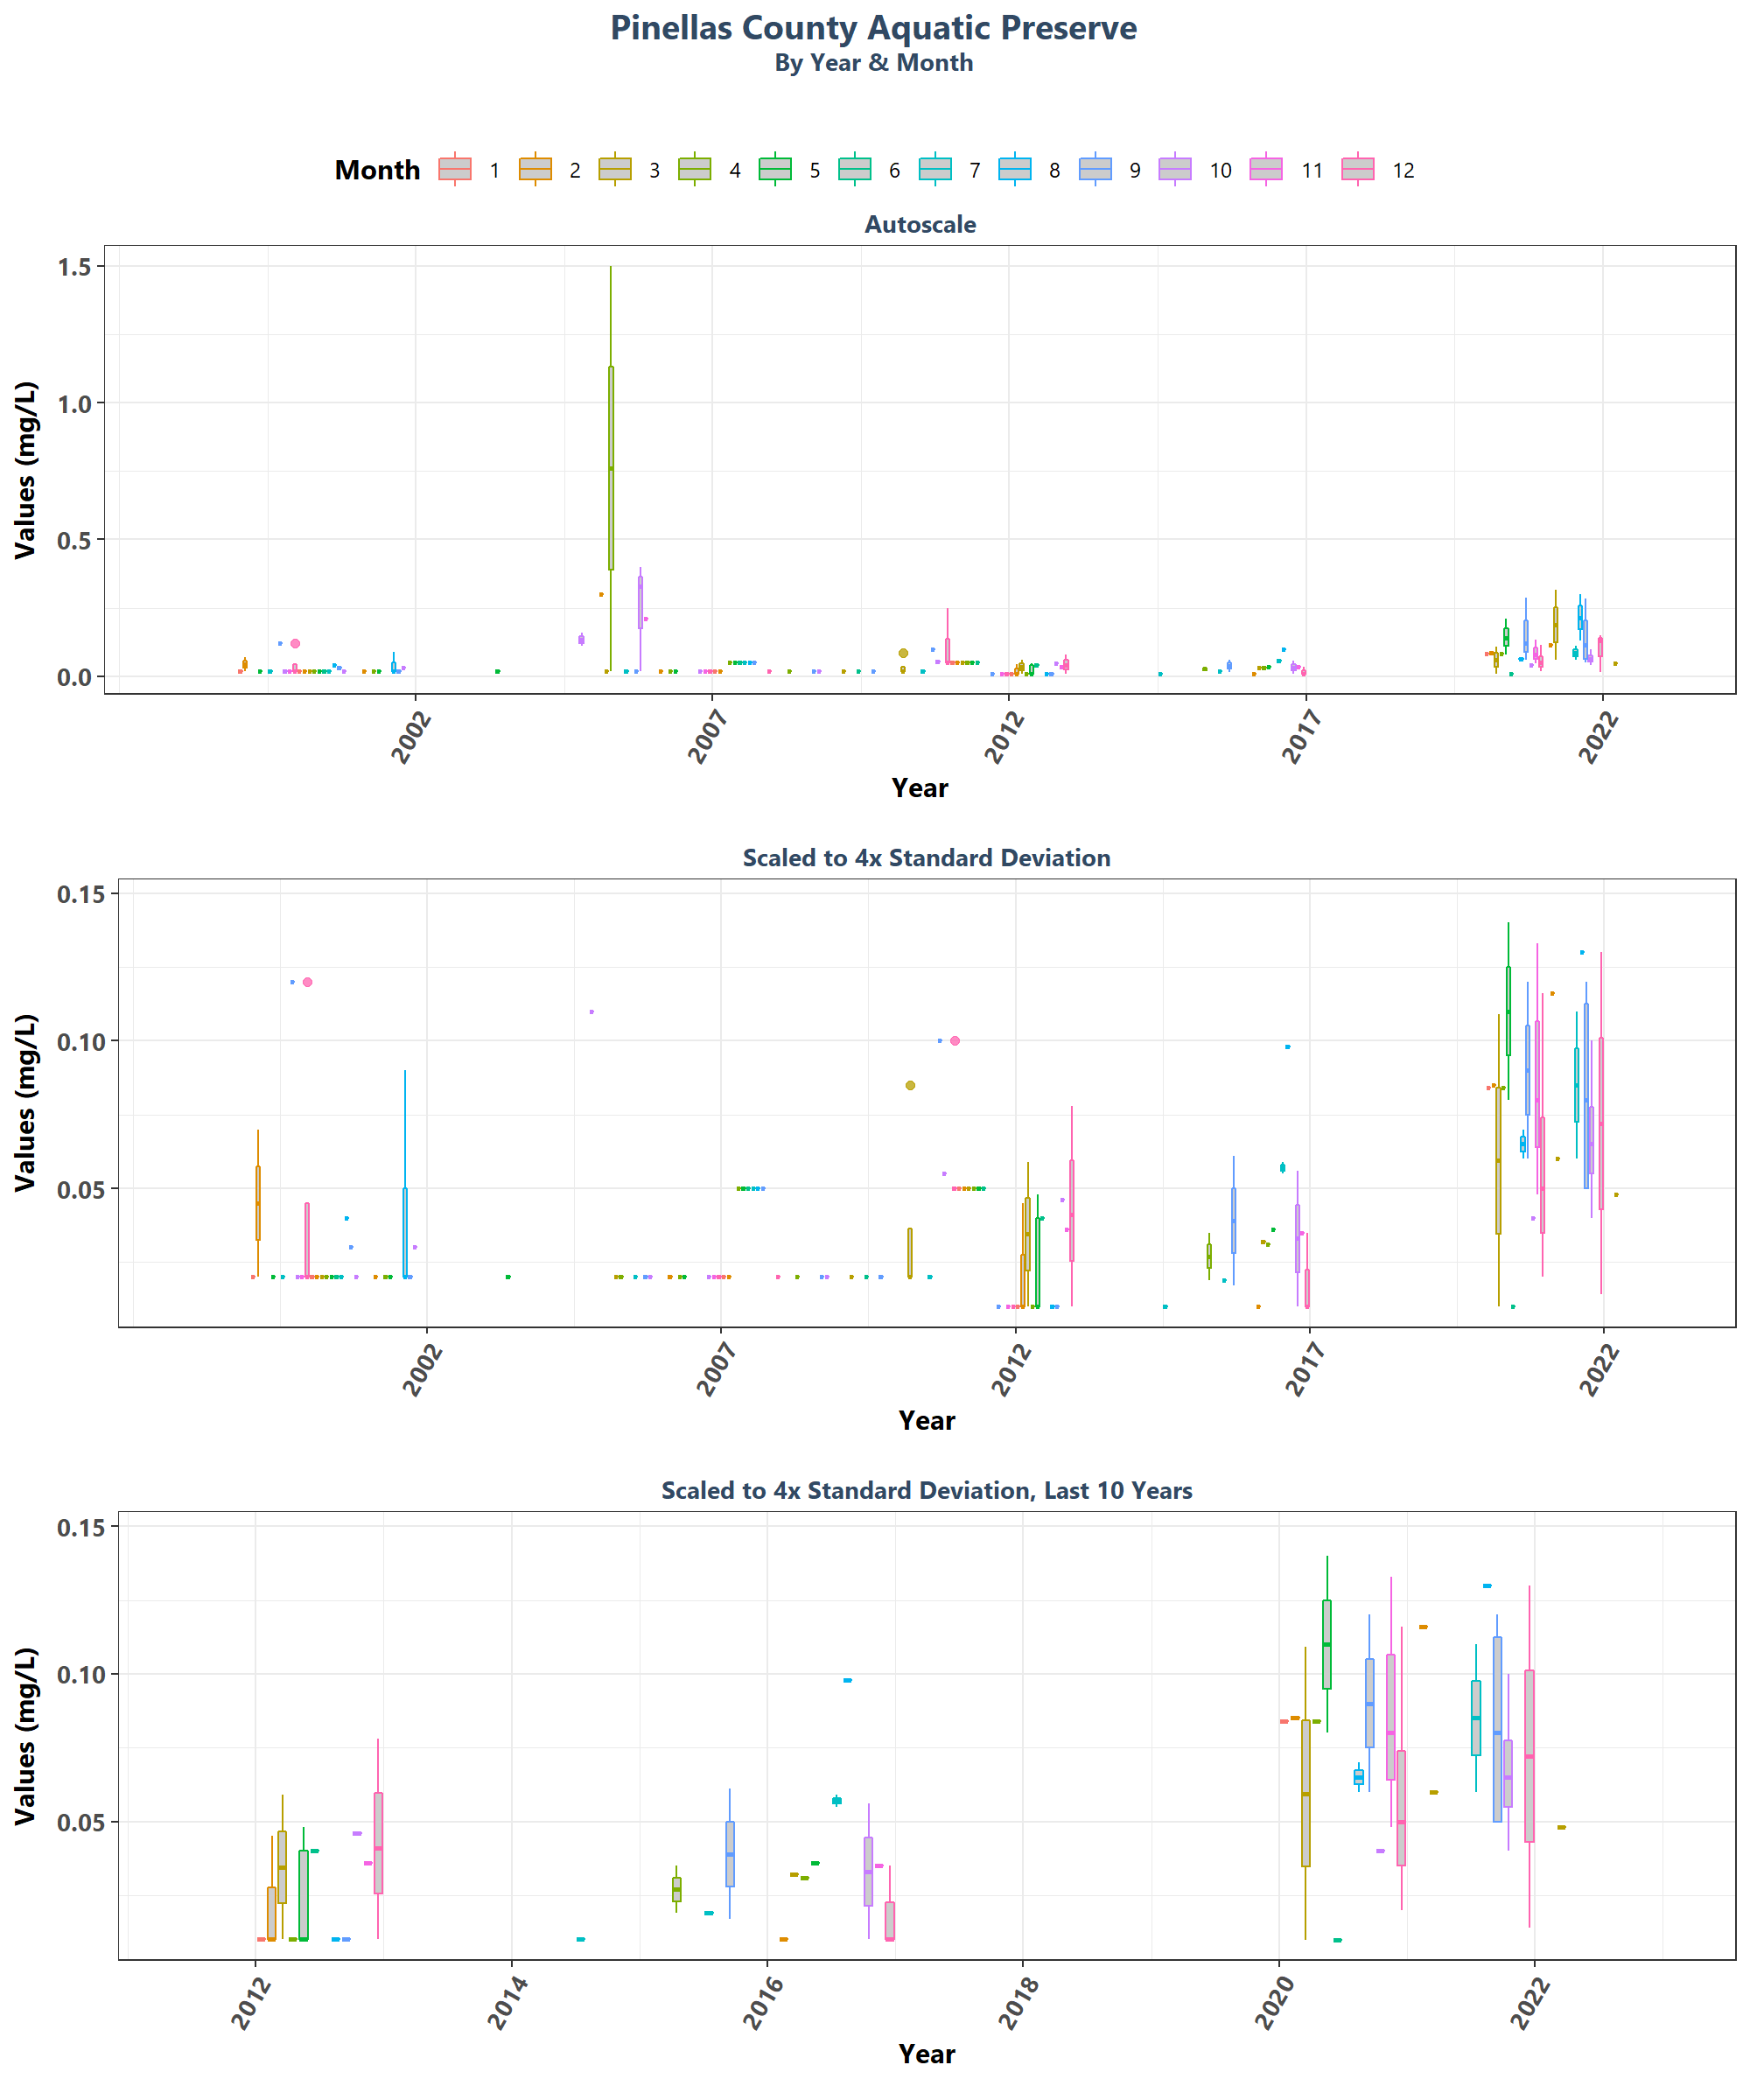 Pinellas County Aquatic Preserve
By Year & Month
Month 1 2 3 4 5 6 7 8 9 10 11 12
Autoscale
Values (mg/L)
1.5
1.0
0.5
0.0
2002 2007 2012 2017 2022
Year
Scaled to 4x Standard Deviation
Values (mg/L)
0.15
0.10
0.05
2002 2007 2012 2017 2022
Year
Scaled to 4x Standard Deviation, Last 10 Years
Values (mg/L)
0.15
0.10
0.05
2012 2014 2016 2018 2020 2022
Year